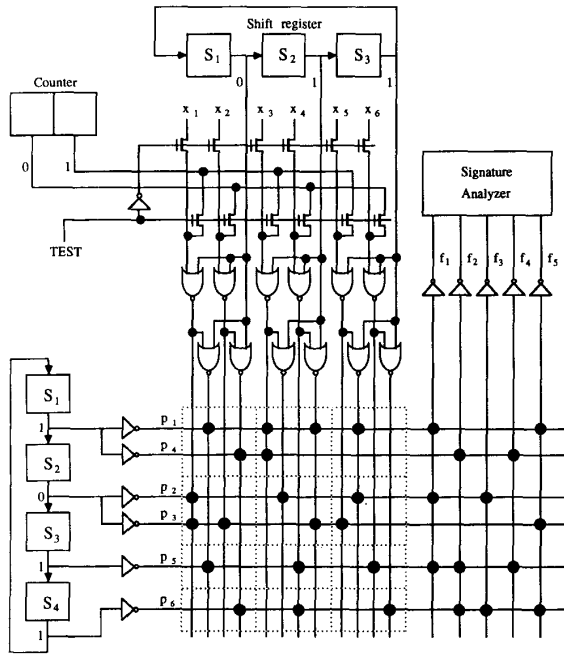 Shift register
S1 S2 S3
0 1 1
Counter
x1 x2 x3 x4 x5 x6
0 1
Signature
Analyzer
TEST
f1 f2 f3 f4 f5
S1
1
p1
p4
S2
0
p2
p3
S3
1
p5
S4
1
p6